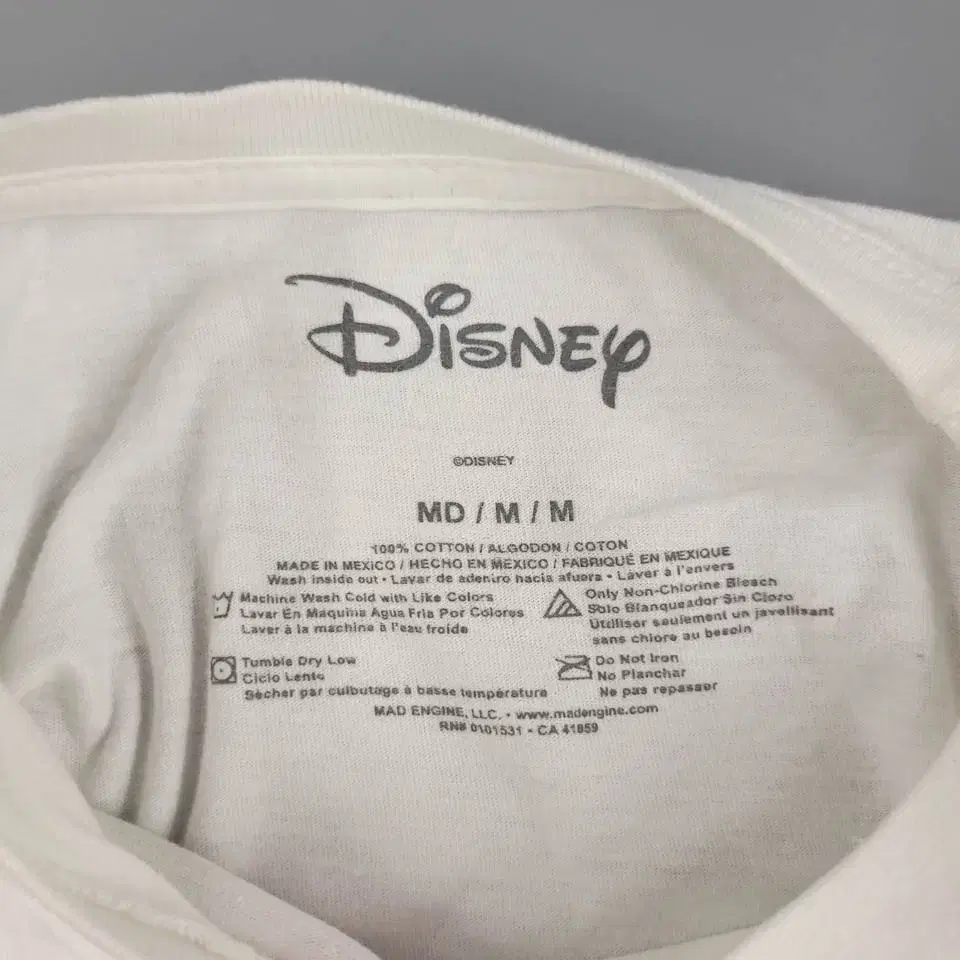 Disney
©DISNEY
MD / M / M
100% COTTON / ALGODON / COTON
MADE IN MEXICO / HECHO EN MÉXICO / FABRIQUÉ EN MEXIQUE
Wash inside out • Lavar de adentro hacia afuera • Laver à l'envers
Machine Wash Cold with Like Colors
Lavar En Maquina Agua Fria Por Colores
Laver à la machine à l'eau froide
Only Non-Chlorine Bleach
Solo Blanqueador Sin Cloro
Utiliser seulement un javellisant
sans chlore au besoin
Tumble Dry Low
Ciclo Lento
Sécher par culbutage à basse température
Do Not Iron
No Planchar
Ne pas repasser
MAD ENGINE, LLC. • www.madengine.com
RN# 0101531 • CA 41859